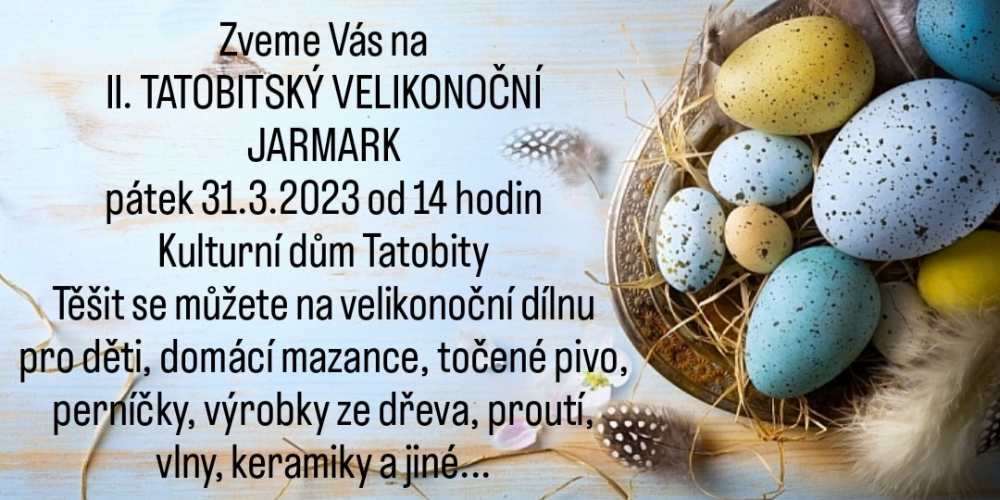 Zveme Vás na
II. TATOBITSKÝ VELIKONOČNÍ
JARMARK
pátek 31.3.2023 od 14 hodin
Kulturní dům Tatobity
Těšit se můžete na velikonoční dílnu
pro děti, domácí mazance, točené pivo,
perníčky, výrobky ze dřeva, proutí,
vlny, keramiky a jiné...